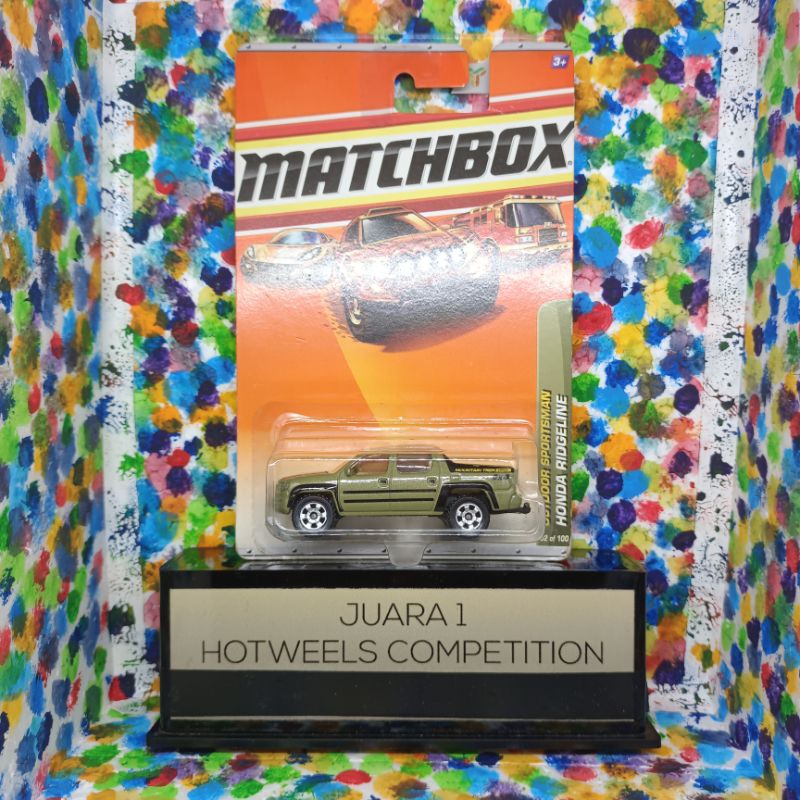 3+
MATCHBOX
OUTDOOR SPORTSMAN
HONDA RIDGELINE
of 100
JUARA 1
HOTWEELS COMPETITION